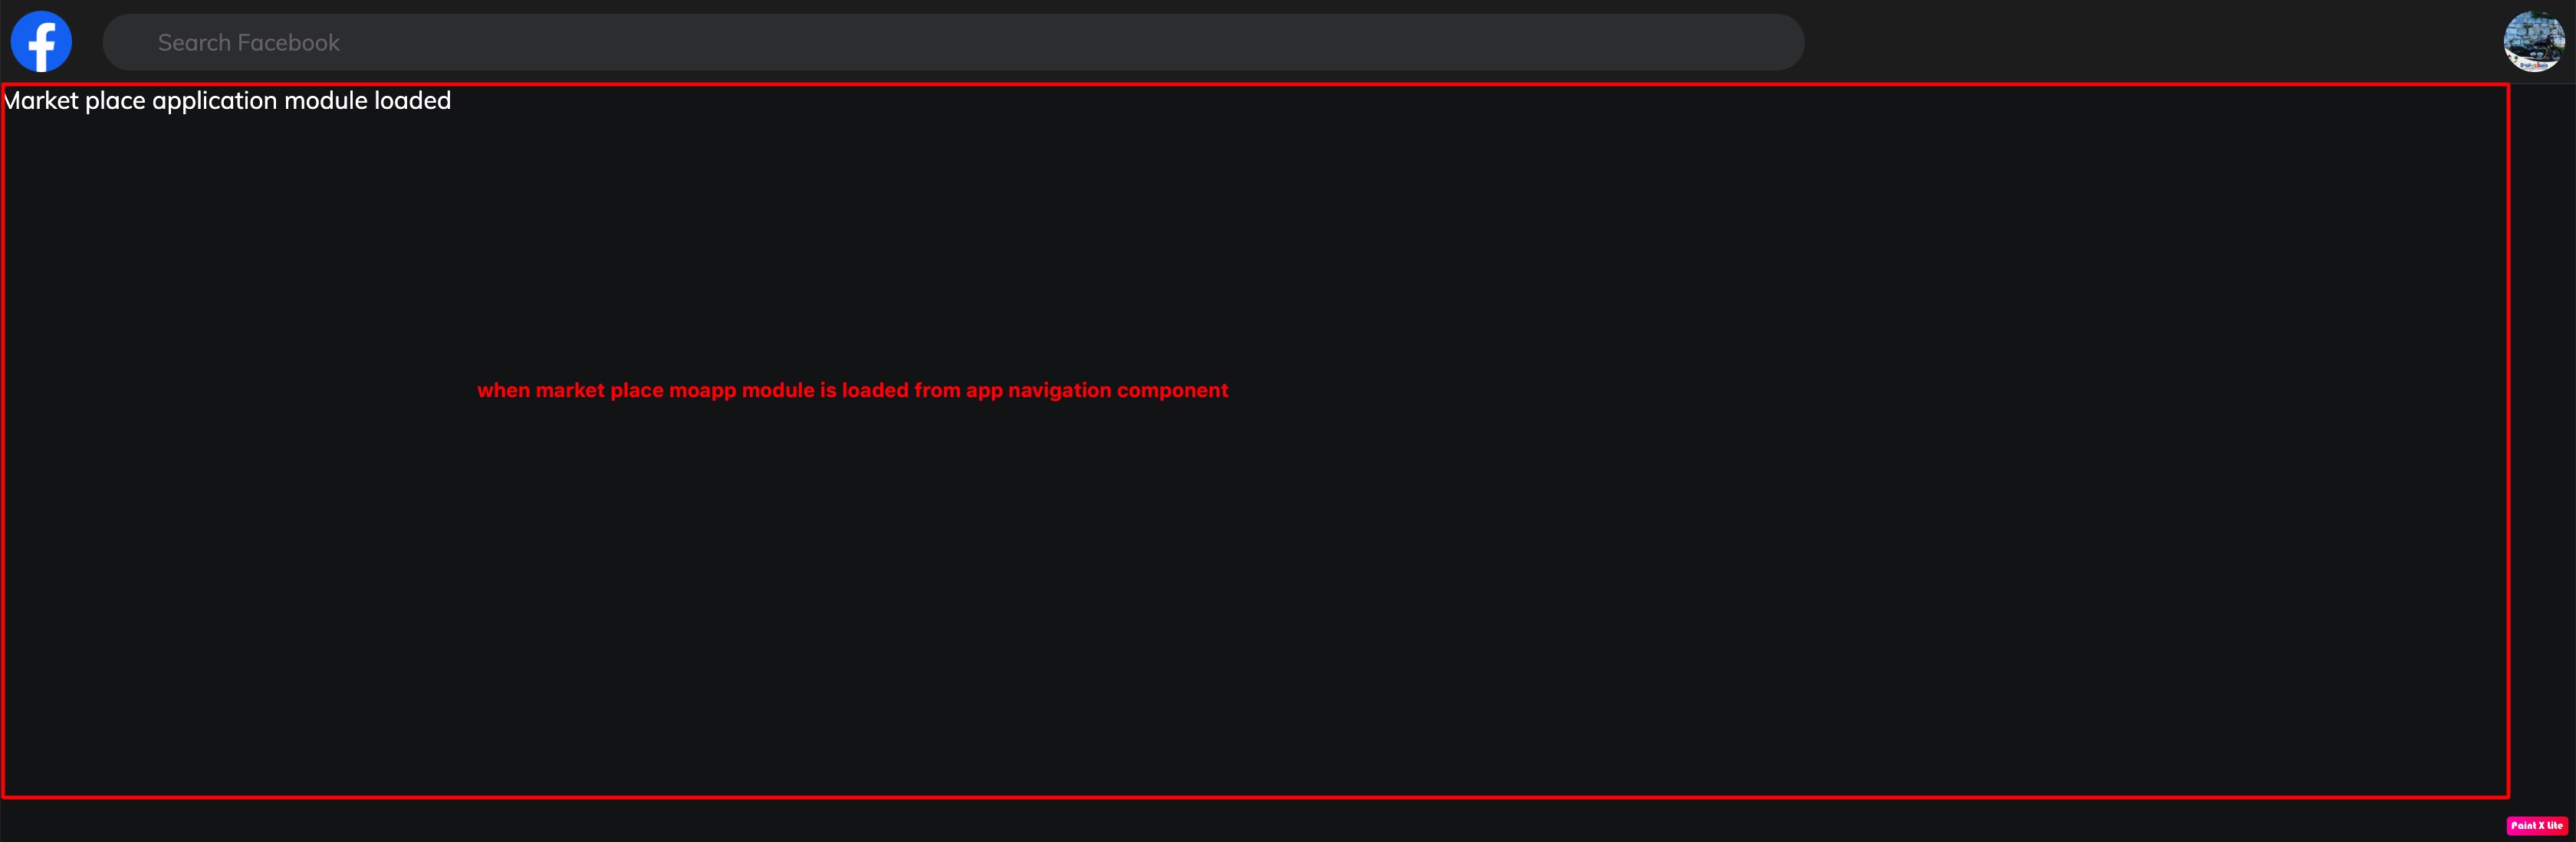 Search Facebook
Market place application module loaded
when market place moapp module is loaded from app navigation component
Paint X Lite